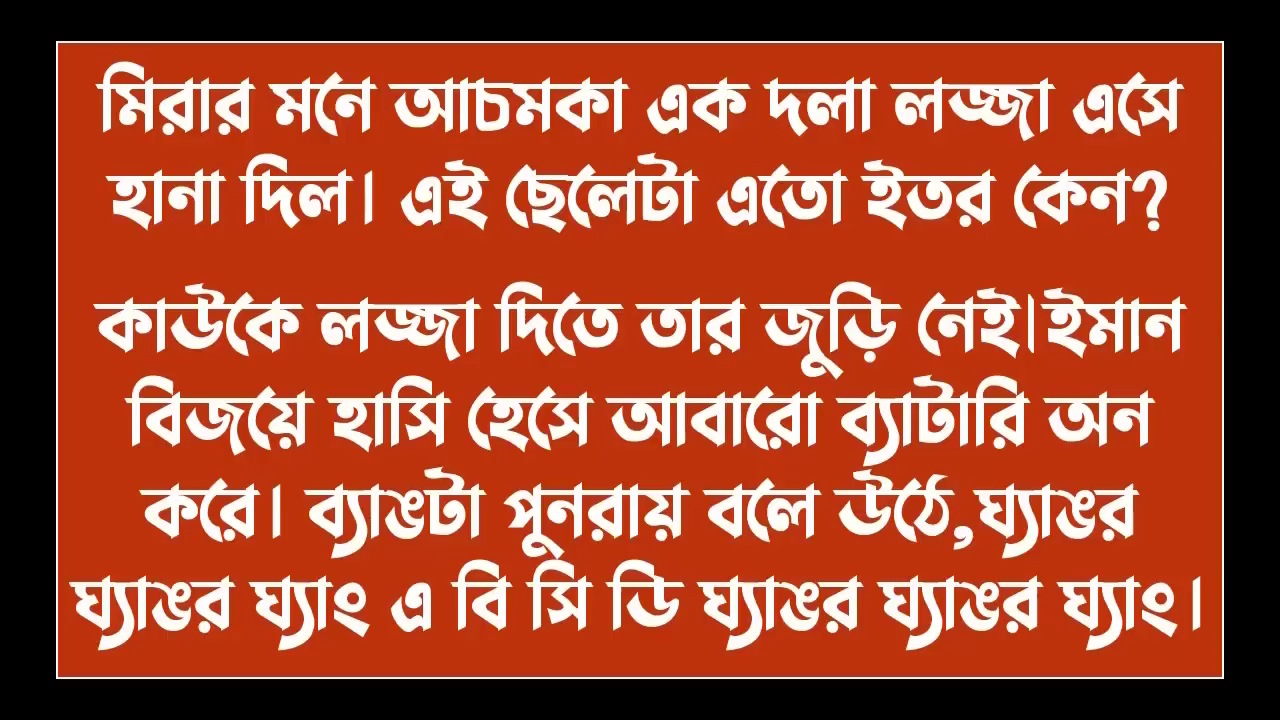 মিরার মনে আচমকা এক দলা লজ্জা এসে
হানা দিল। এই ছেলেটা এতো ইতর কেন?
কাউকে লজ্জা দিতে তার জুড়ি নেই।ইমান
বিজয়ে হাসি হেসে আবারো ব্যাটারি অন
করে। ব্যাঙটা পুনরায় বলে উঠে,ঘ্যাঙর
ঘ্যাঙর ঘ্যাং এ বি সি ডি ঘ্যাঙর ঘ্যাঙর ঘ্যাং।